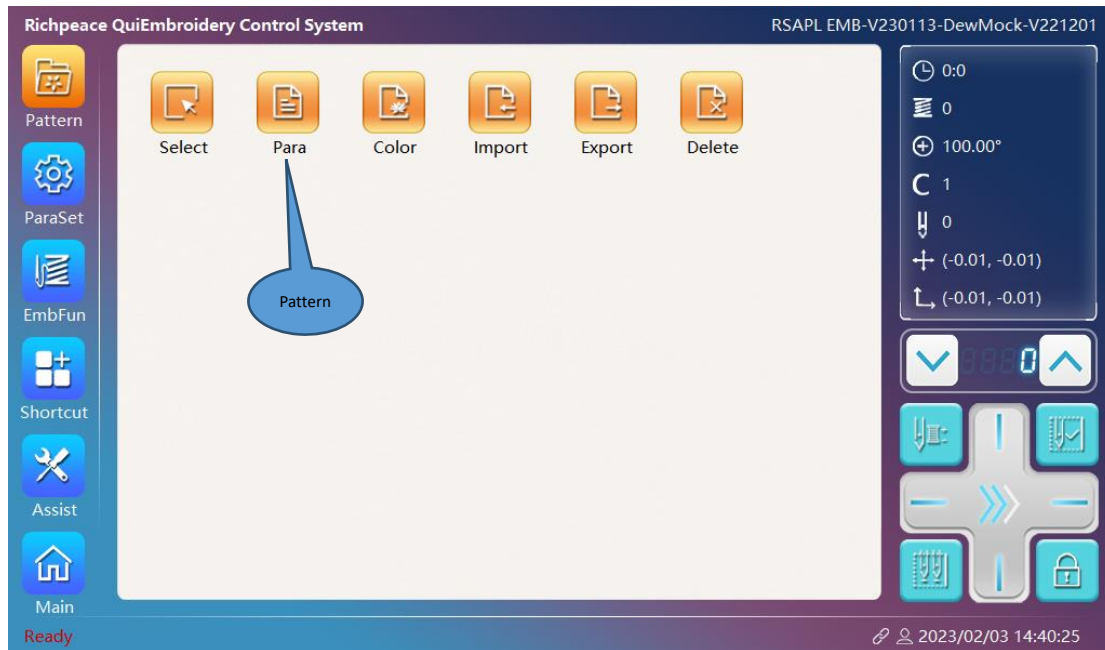 Richpeace QuiEmbroidery Control System
RSAPL EMB-V230113-DewMock-V221201
Pattern
ParaSet
EmbFun
Shortcut
Assist
Main
Select
Para
Color
Import
Export
Delete
Pattern
0:0
0
100.00°
C 1
0
(-0.01, -0.01)
(-0.01, -0.01)
0
Ready
2023/02/03 14:40:25